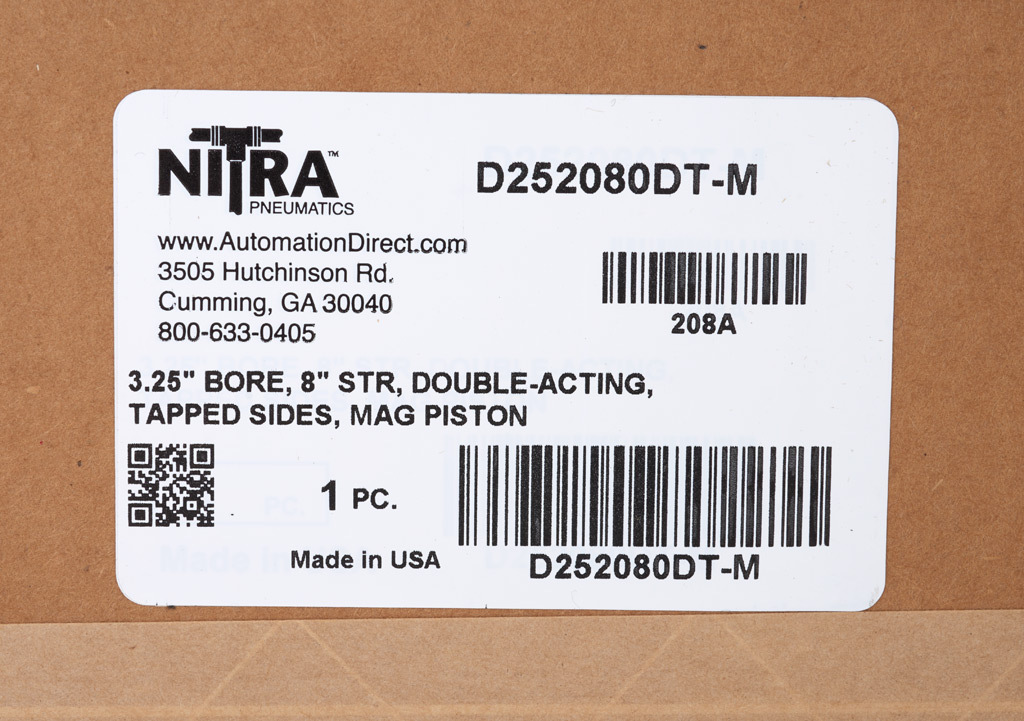 NITRA™
PNEUMATICS
D252080DT-M
www.AutomationDirect.com
3505 Hutchinson Rd.
Cumming, GA 30040
800-633-0405
208A
3.25" BORE, 8" STR, DOUBLE-ACTING,
TAPPED SIDES, MAG PISTON
1 PC.
Made in USA
D252080DT-M